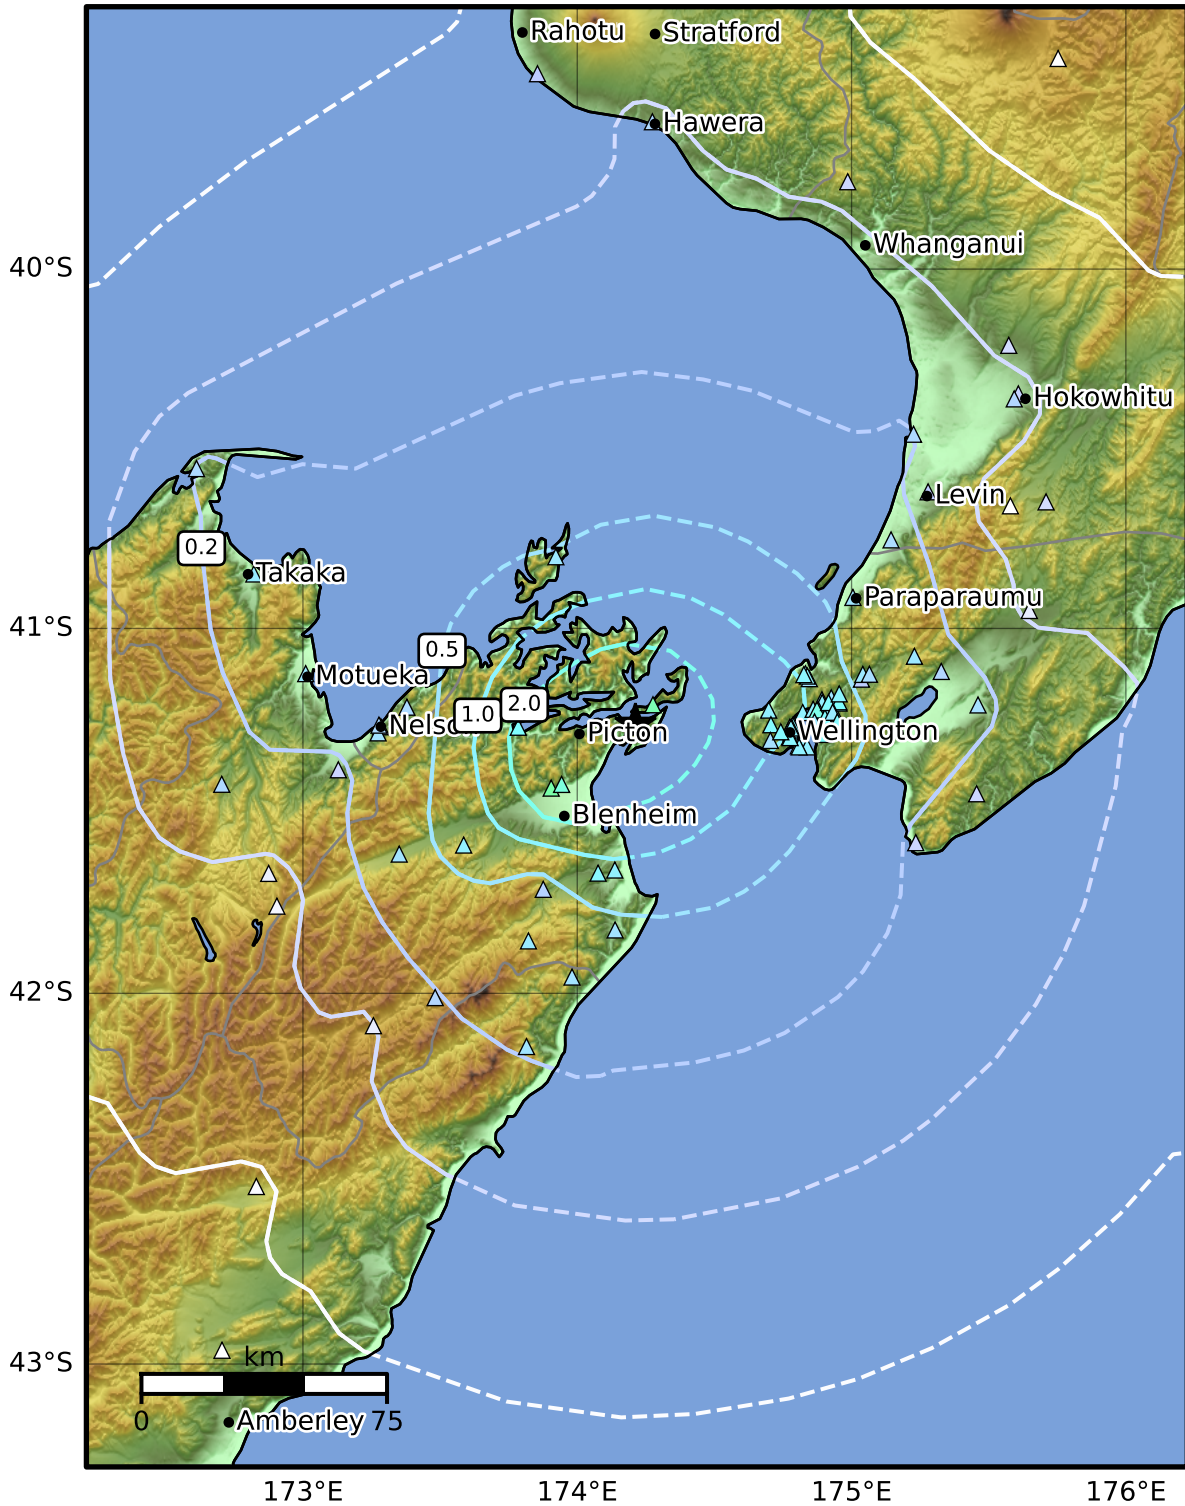 Rahotu
Stratford
Hawera
Whanganui
40°S
Hokowhitu
Levin
0.2
Takaka
Paraparaumu
41°S
0.5
Motueka
2.0
1.0
Nelson
Picton
Wellington
Blenheim
42°S
43°S
km
0
75
Amberley
173°E
174°E
175°E
176°E